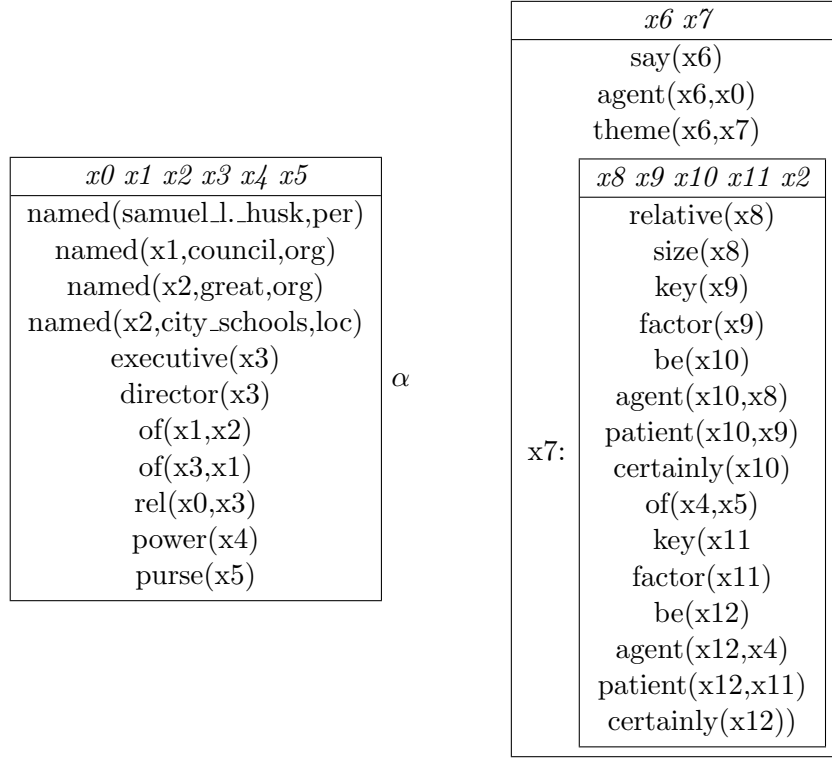 x0 x1 x2 x3 x4 x5
named(samuel_l._husk,per)
named(x1,council,org)
named(x2,great,org)
named(x2,city_schools,loc)
executive(x3)
director(x3)
of(x1,x2)
of(x3,x1)
rel(x0,x3)
power(x4)
purse(x5)
α
x6 x7
say(x6)
agent(x6,x0)
theme(x6,x7)
x7:
x8 x9 x10 x11 x2
relative(x8)
size(x8)
key(x9)
factor(x9)
be(x10)
agent(x10,x8)
patient(x10,x9)
certainly(x10)
of(x4,x5)
key(x11
factor(x11)
be(x12)
agent(x12,x4)
patient(x12,x11)
certainly(x12))